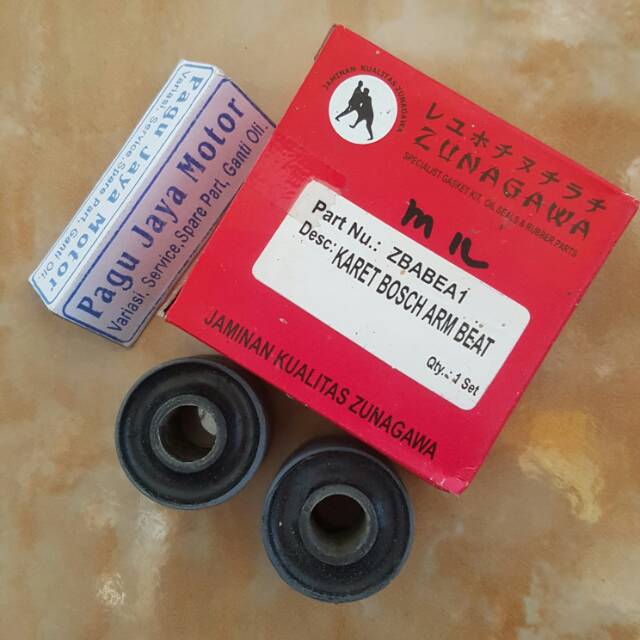 Pagu Jaya Motor
Variasi, Service,Spare Part, Ganti Oli.
Pagu Jaya Motor
Variasi, Service,Spare Part, Ganti Oli.
JAMINAN KUALITAS ZUNAGAWA
レユホチヌチラチ
ZUNAGAWA
SPECIALIST GASKET KIT, OIL SEALS & RUBBER PARTS
Part Nu.: ZBABEA1
Desc: KARET BOSCH ARM BEAT
Qty.: 1 Set
JAMINAN KUALITAS ZUNAGAWA